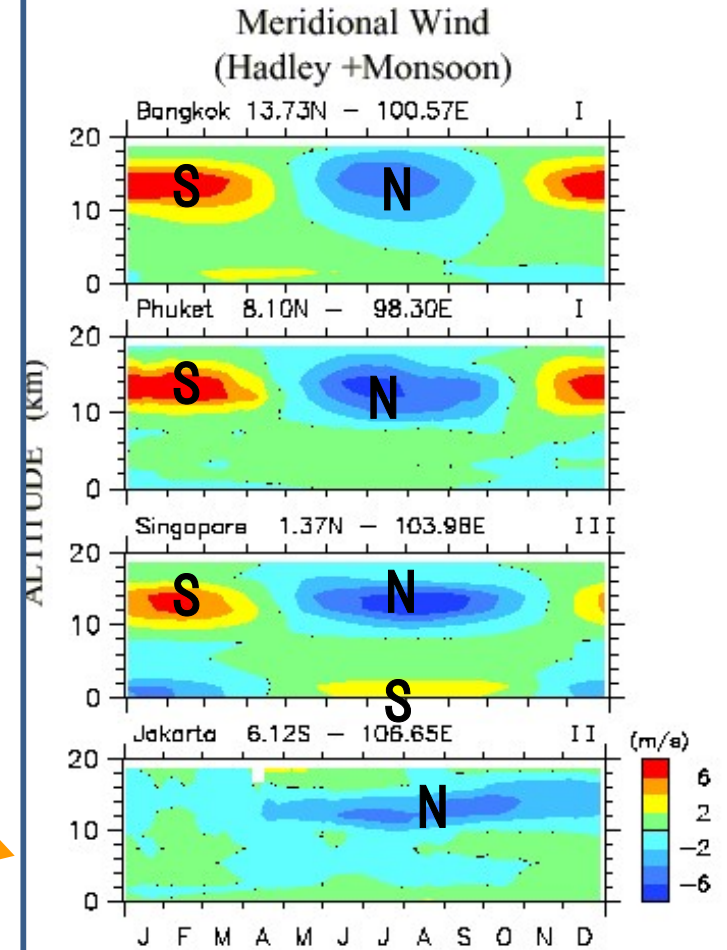 Meridional Wind
(Hadley +Monsoon)
Bangkok 13.73N - 100.57E I
20
S N
10
0
Phuket 8.10N - 98.30E I
20
S N
10
0
ALTITUDE (km)
Singapore 1.37N - 103.98E III
20
S N
10
S
0
Jakarta 6.12S - 106.65E II
(m/s)
20
N
10
0
6
2
-2
-6
J F M A M J J A S O N D